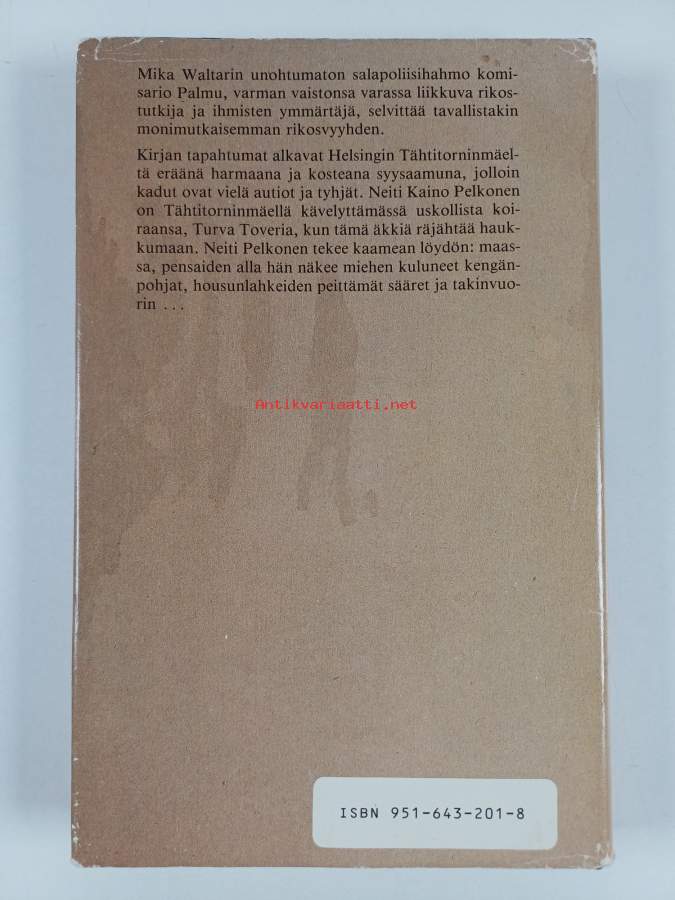 Mika Waltarin unohtumaton salapoliisihahmo komi-
sario Palmu, varman vaistonsa varassa liikkuva rikos-
tutkija ja ihmisten ymmärtäjä, selvittää tavallistakin
monimutkaisemman rikosvyyhden.
Kirjan tapahtumat alkavat Helsingin Tähtitorninmäel-
tä eräänä harmaana ja kosteana syysaamuna, jolloin
kadut ovat vielä autiot ja tyhjät. Neiti Kaino Pelkonen
on Tähtitorninmäellä kävelyttämässä uskollista koi-
raansa, Turva Toveria, kun tämä äkkiä räjähtää hauk-
kumaan. Neiti Pelkonen tekee kaamean löydön: maas-
sa, pensaiden alla hän näkee miehen kuluneet kengän-
pohjat, housunlahkeiden peittämät sääret ja takinvuo-
rin ...
Antikvariaatti.net
ISBN 951-643-201-8